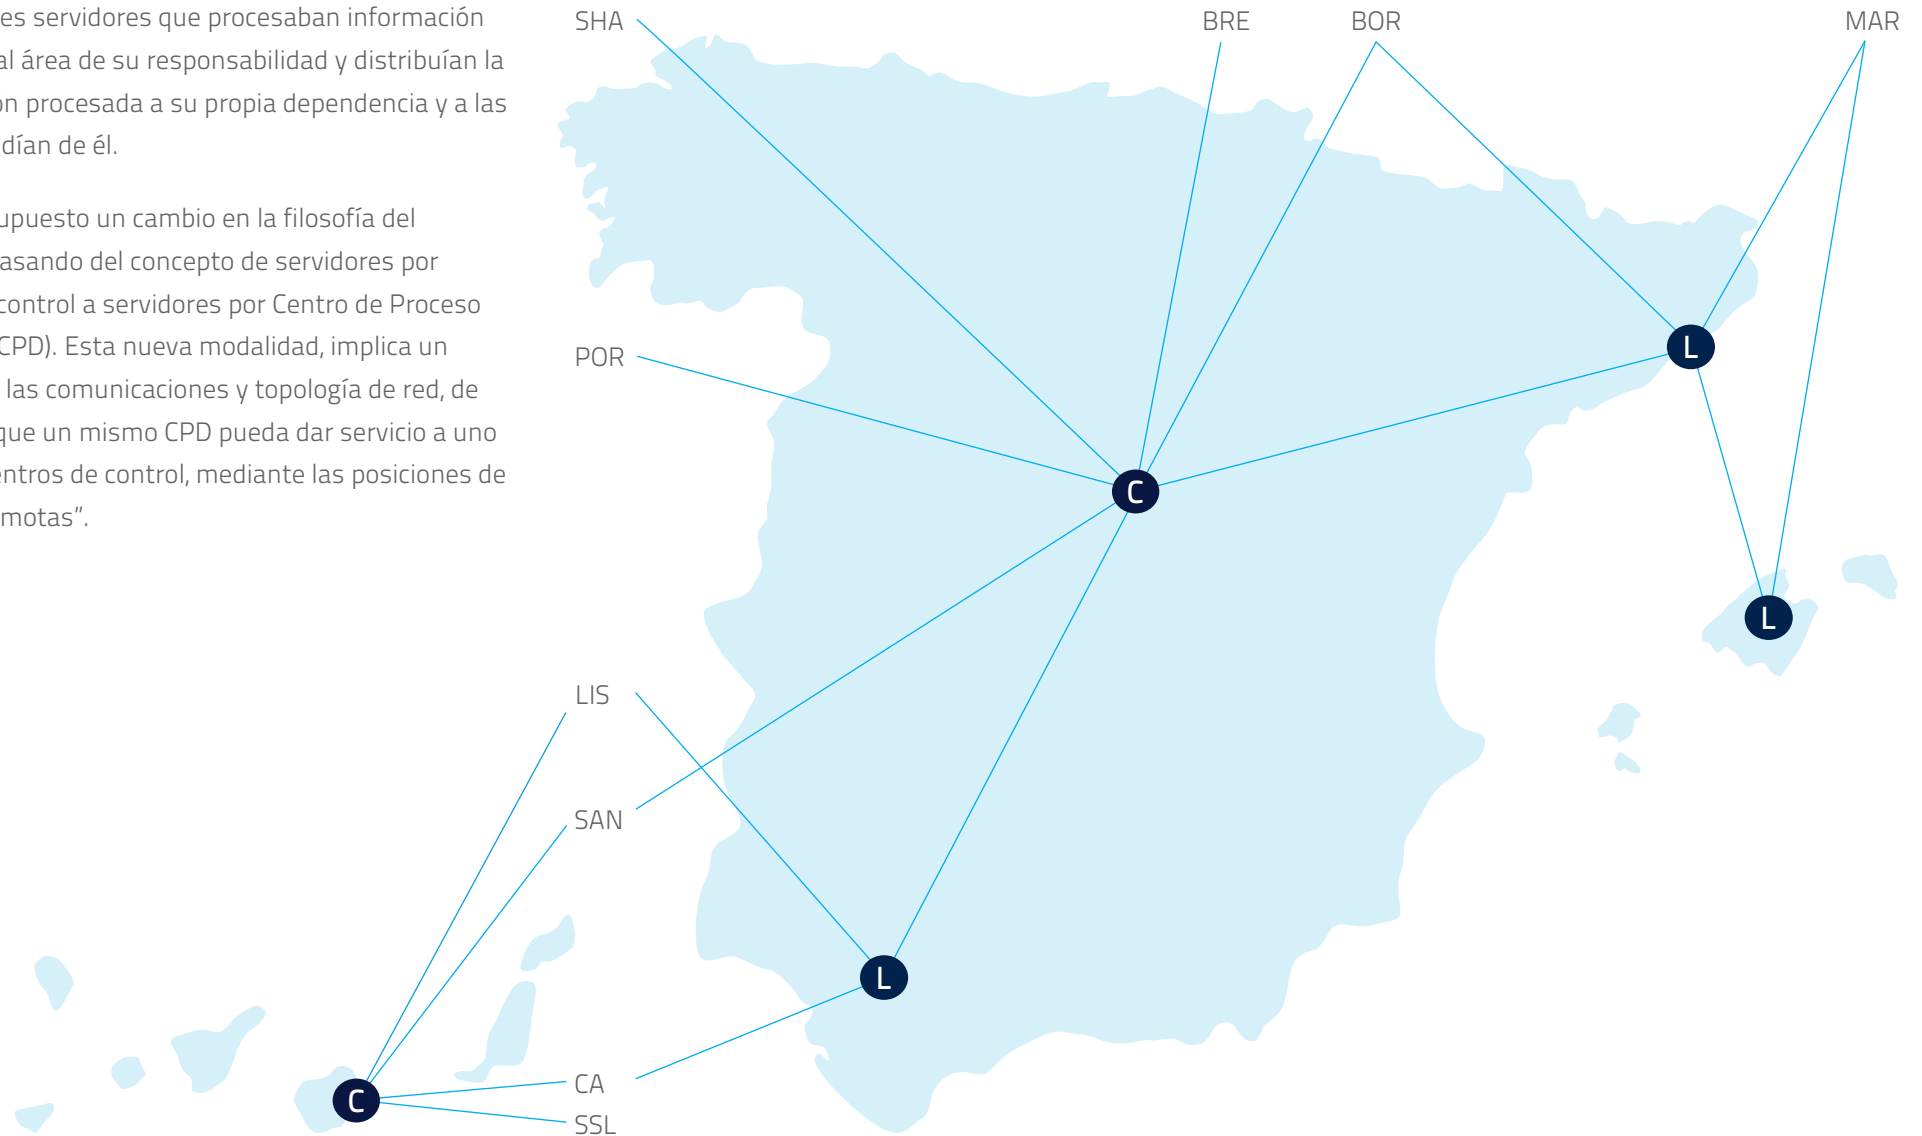 es servidores que procesaban información
al área de su responsabilidad y distribuían la
ón procesada a su propia dependencia y a las
dían de él.
upuesto un cambio en la filosofía del
asando del concepto de servidores por
control a servidores por Centro de Proceso
CPD). Esta nueva modalidad, implica un
las comunicaciones y topología de red, de
que un mismo CPD pueda dar servicio a uno
entros de control, mediante las posiciones de
motas”.
SHA
BRE
BOR
MAR
POR
L
C
L
LIS
SAN
L
CA
C
SSL